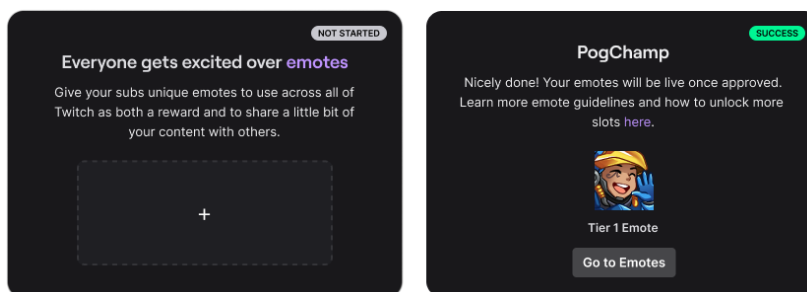 NOT STARTED
Everyone gets excited over emotes
Give your subs unique emotes to use across all of
Twitch as both a reward and to share a little bit of
your content with others.
+
SUCCESS
PogChamp
Nicely done! Your emotes will be live once approved.
Learn more emote guidelines and how to unlock more
slots here.
Tier 1 Emote
Go to Emotes